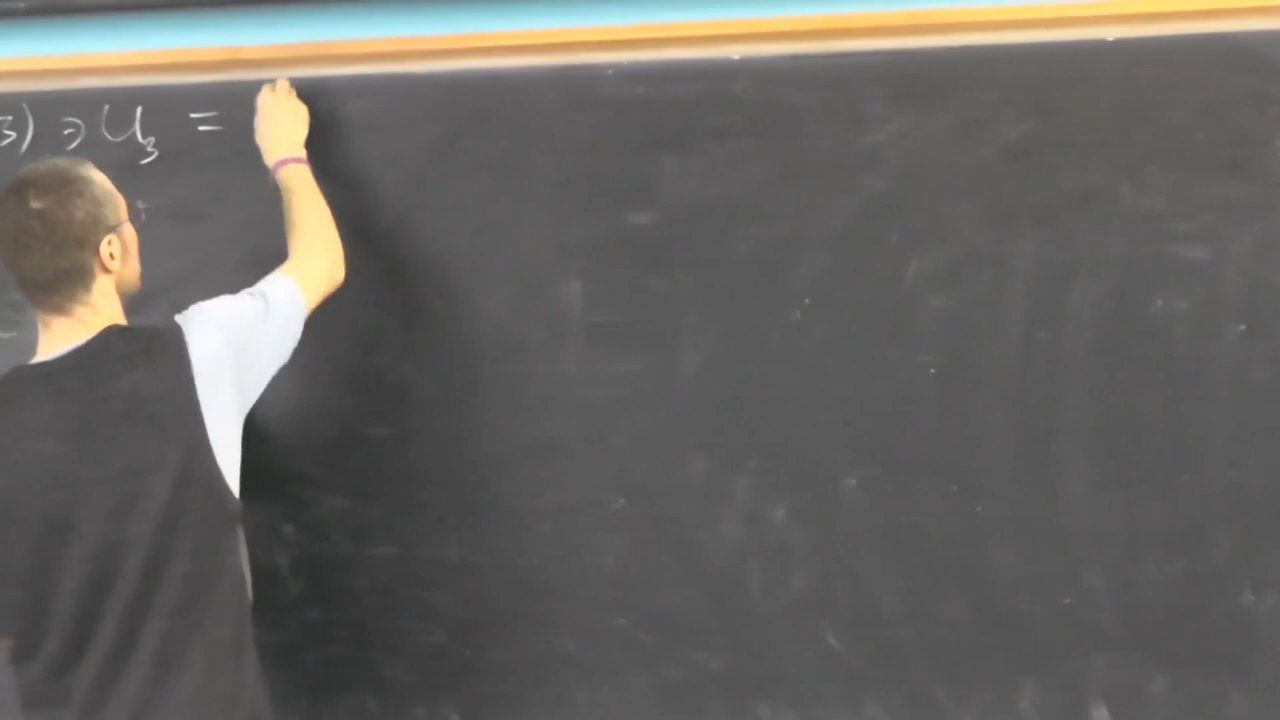 3) ∋ U₃ =